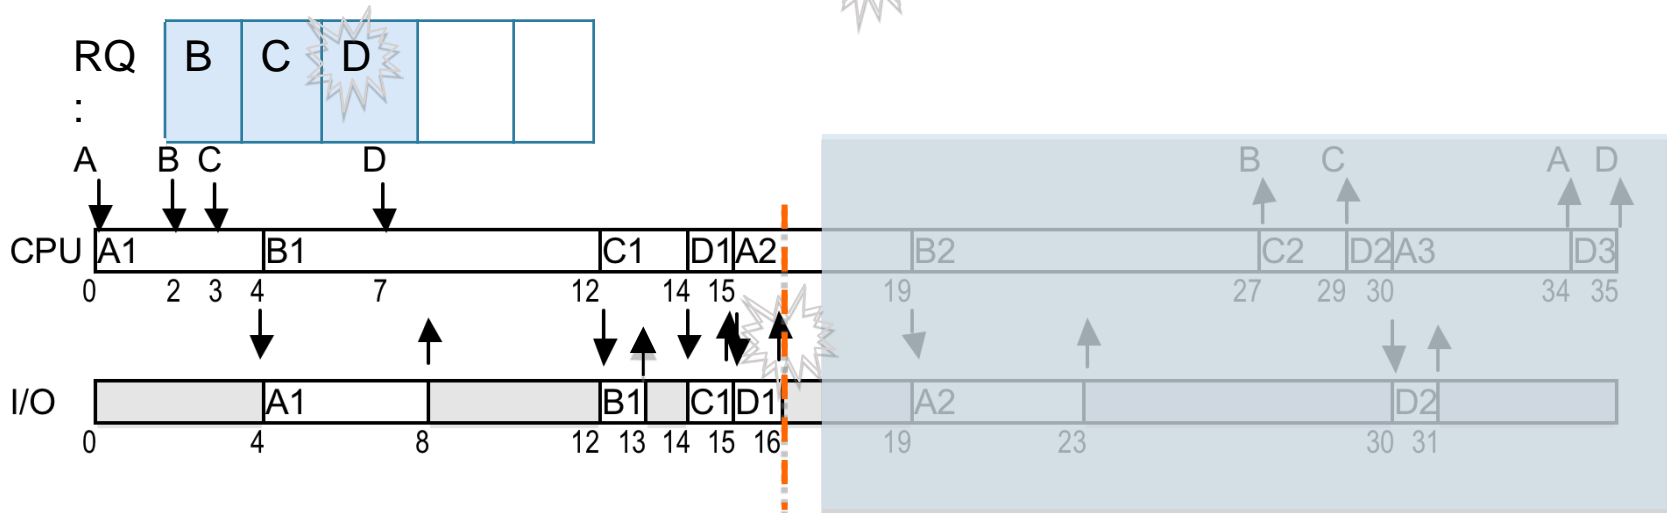 RQ B C D
:
A B C D B C A D
CPU A1 B1 C1 D1 A2 B2 C2 D2 A3 D3
0 2 3 4 7 12 14 15 19 27 29 30 34 35
I/O A1 B1 C1 D1 A2 D2
0 4 8 12 13 14 15 16 19 23 30 31